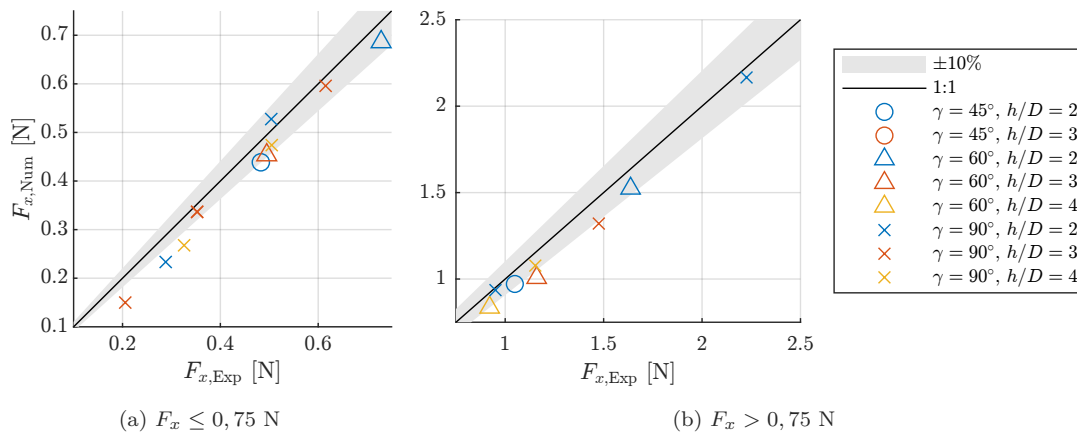 0.7
0.6
0.5
0.4
0.3
0.2
0.1
0.2 0.4 0.6
F_{x,Num} [N]
F_{x,Exp} [N]
(a) F_x ≤ 0, 75 N
2.5
2
1.5
1
1 1.5 2 2.5
F_{x,Exp} [N]
(b) F_x > 0, 75 N
±10%
1:1
γ = 45°, h/D = 2
γ = 45°, h/D = 3
γ = 60°, h/D = 2
γ = 60°, h/D = 3
γ = 60°, h/D = 4
γ = 90°, h/D = 2
γ = 90°, h/D = 3
γ = 90°, h/D = 4